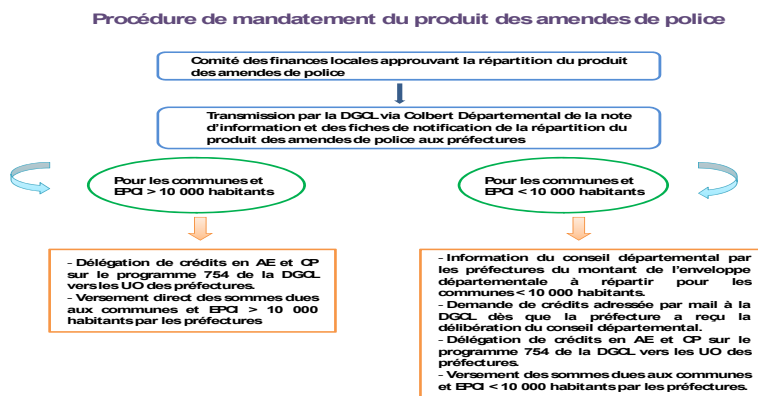 Procédure de mandatement du produit des amendes de police
Comité des finances locales approuvant la répartition du produit
des amendes de police
Transmission par la DGCL via Colbert Départemental de la note
d'information et des fiches de notification de la répartition du
produit des amendes de police aux préfectures
Pour les communes et
EPCI > 10 000 habitants
Pour les communes et
EPCI < 10 000 habitants
- Délégation de crédits en AE et CP
sur le programme 754 de la DGCL
vers les UO des préfectures.
- Versement direct des sommes dues
aux communes et EPCI > 10 000
habitants par les préfectures
- Information du conseil départemental par
les préfectures du montant de l'enveloppe
départementale à répartir pour les
communes < 10 000 habitants.
- Demande de crédits adressée par mail à la
DGCL dès que la préfecture a reçu la
délibération du conseil départemental.
- Délégation de crédits en AE et CP sur le
programme 754 de la DGCL vers les UO des
préfectures.
- Versement des sommes dues aux communes
et EPCI < 10 000 habitants par les préfectures.